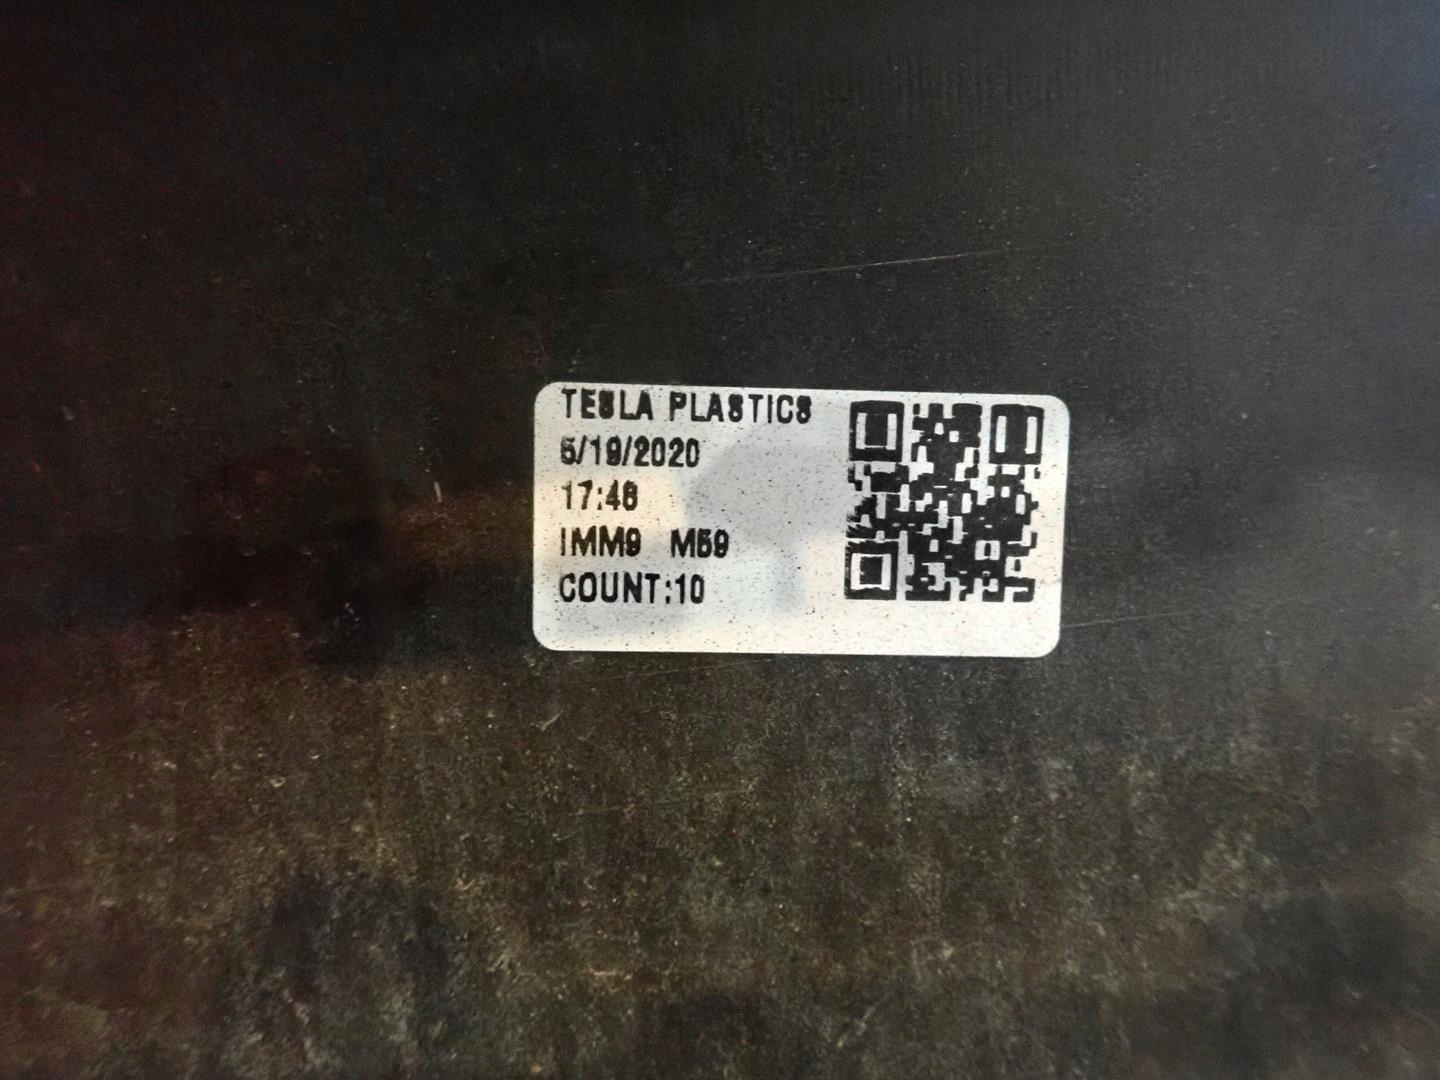 TESLA PLASTICS
5/19/2020
17:46
IMM9 M59
COUNT:10